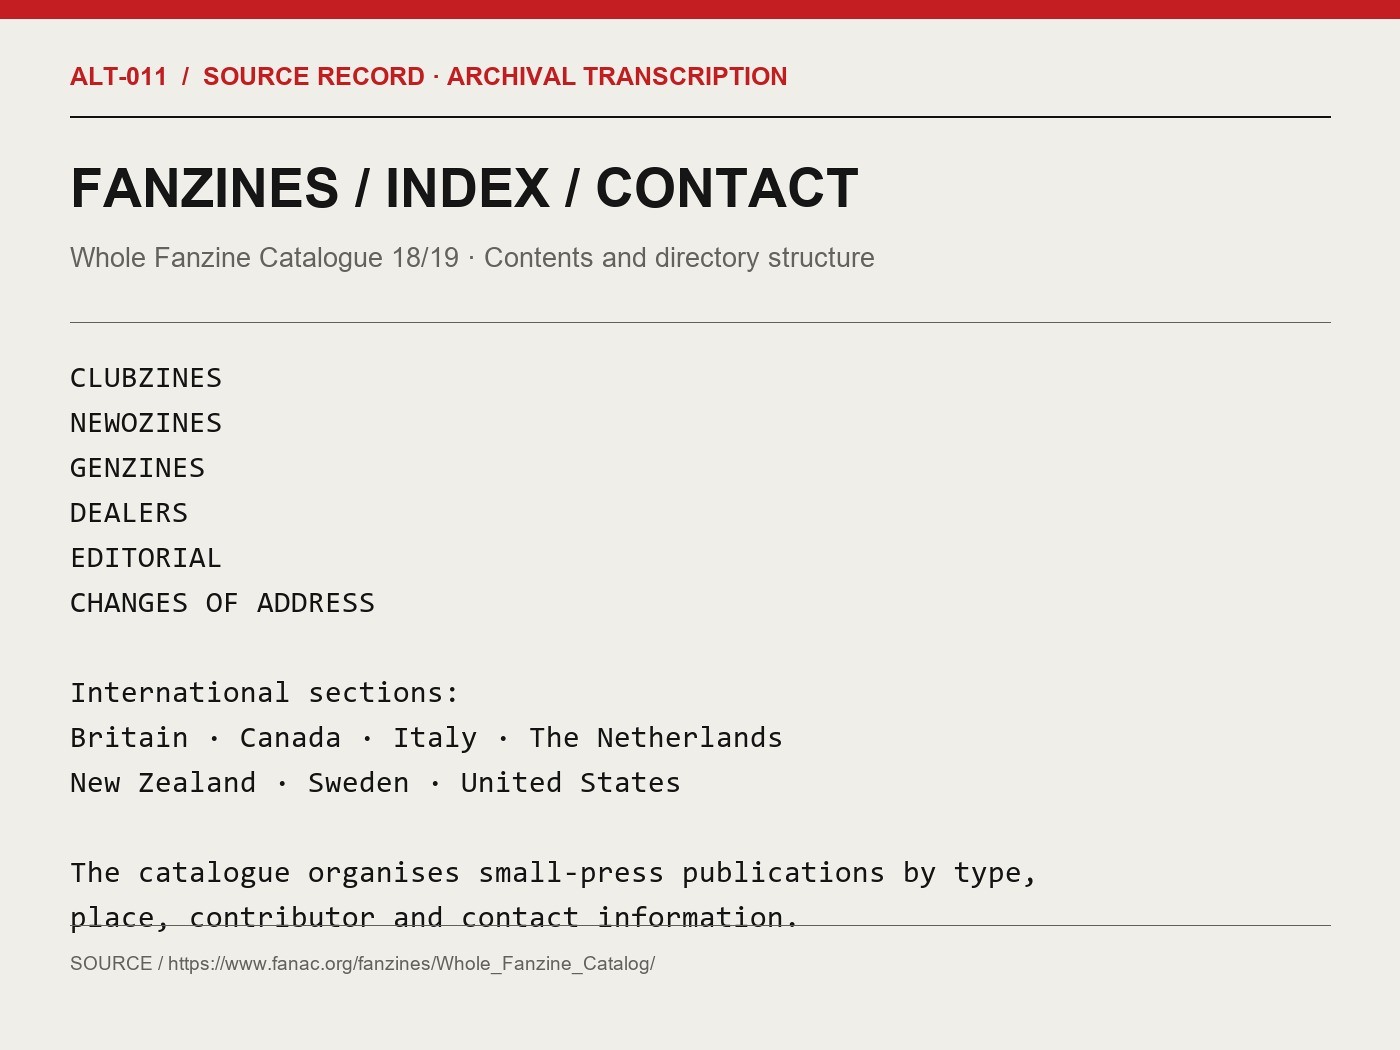 ALT-011 / SOURCE RECORD · ARCHIVAL TRANSCRIPTION
FANZINES / INDEX / CONTACT
Whole Fanzine Catalogue 18/19 · Contents and directory structure
CLUBZINES
NEWOZINES
GENZINES
DEALERS
EDITORIAL
CHANGES OF ADDRESS
International sections:
Britain · Canada · Italy · The Netherlands
New Zealand · Sweden · United States
The catalogue organises small-press publications by type,
place, contributor and contact information.
SOURCE / https://www.fanac.org/fanzines/Whole_Fanzine_Catalog/